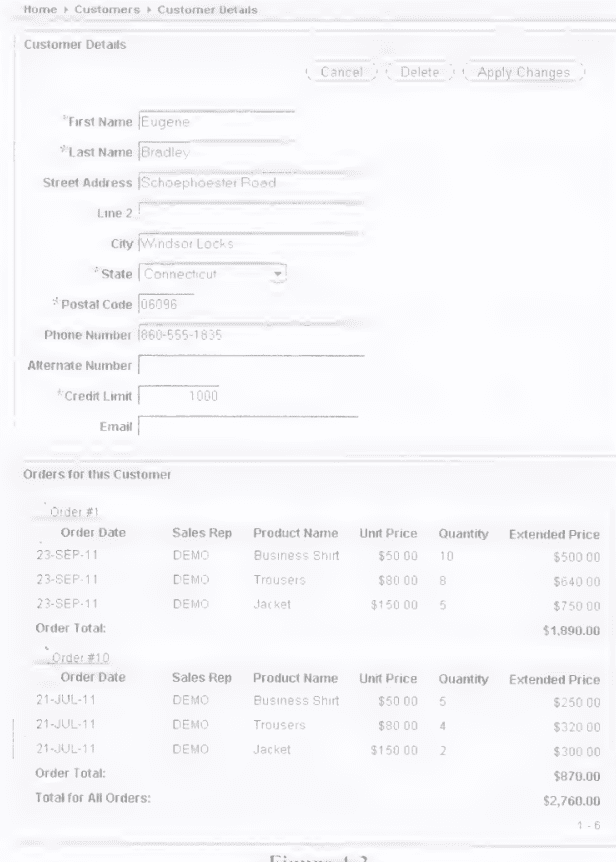 Home > Customers > Customer Details
Customer Details
Cancel Delete Apply Changes
*First Name Eugene
*Last Name Bradley
Street Address Schoephoester Road
Line 2
City Windsor Locks
*State Connecticut
*Postal Code 06096
Phone Number 860-555-1835
Alternate Number
*Credit Limit 1000
Email
Orders for this Customer
Order #1
Order Date Sales Rep Product Name Unit Price Quantity Extended Price
23-SEP-11 DEMO Business Shirt $50.00 10 $500.00
23-SEP-11 DEMO Trousers $80.00 8 $640.00
23-SEP-11 DEMO Jacket $150.00 5 $750.00
Order Total: $1,890.00
Order #10
Order Date Sales Rep Product Name Unit Price Quantity Extended Price
21-JUL-11 DEMO Business Shirt $50.00 5 $250.00
21-JUL-11 DEMO Trousers $80.00 4 $320.00
21-JUL-11 DEMO Jacket $150.00 2 $300.00
Order Total: $870.00
Total for All Orders: $2,760.00
1 - 6